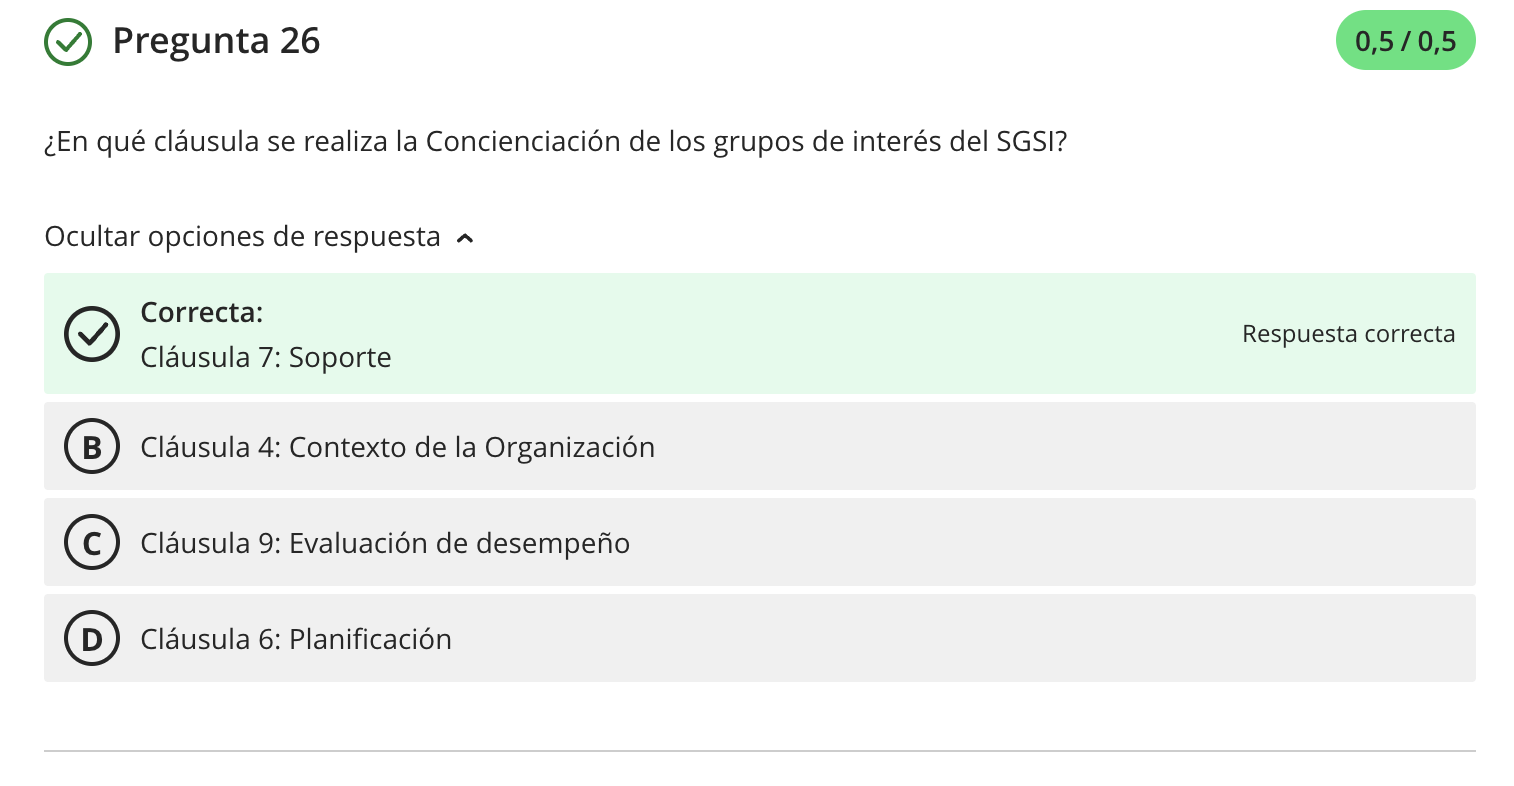 Pregunta 26
0,5 / 0,5
¿En qué cláusula se realiza la Concienciación de los grupos de interés del SGSI?
Ocultar opciones de respuesta
Correcta:
Cláusula 7: Soporte
Respuesta correcta
B Cláusula 4: Contexto de la Organización
C Cláusula 9: Evaluación de desempeño
D Cláusula 6: Planificación